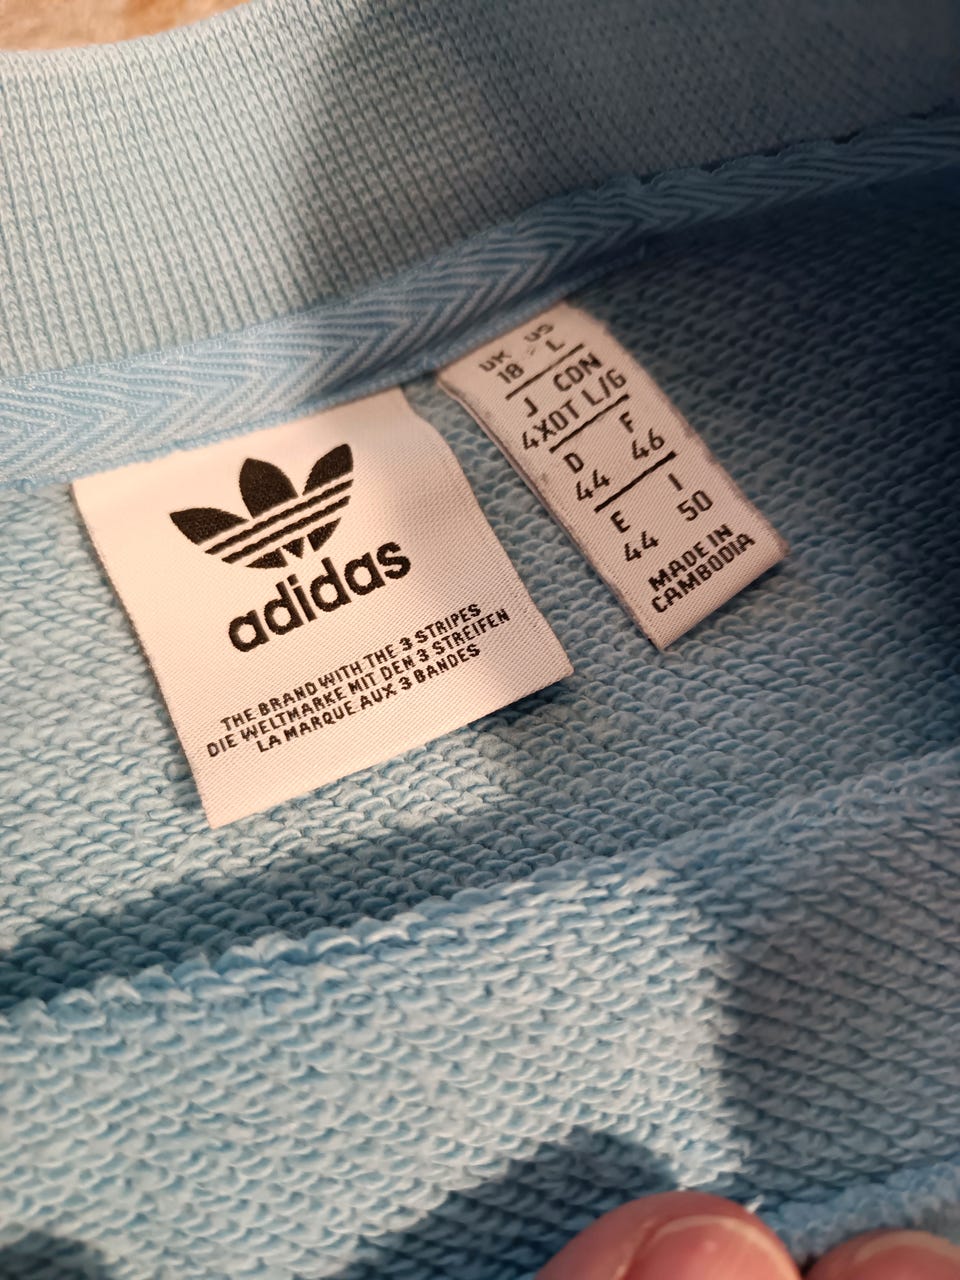 adidas
THE BRAND WITH THE 3 STRIPES
DIE WELTMARKE MIT DEN 3 STREIFEN
LA MARQUE AUX 3 BANDES
UK US
18 L
J CDN
4XOT L/G
D F
44 46
E I
44 50
MADE IN
CAMBODIA